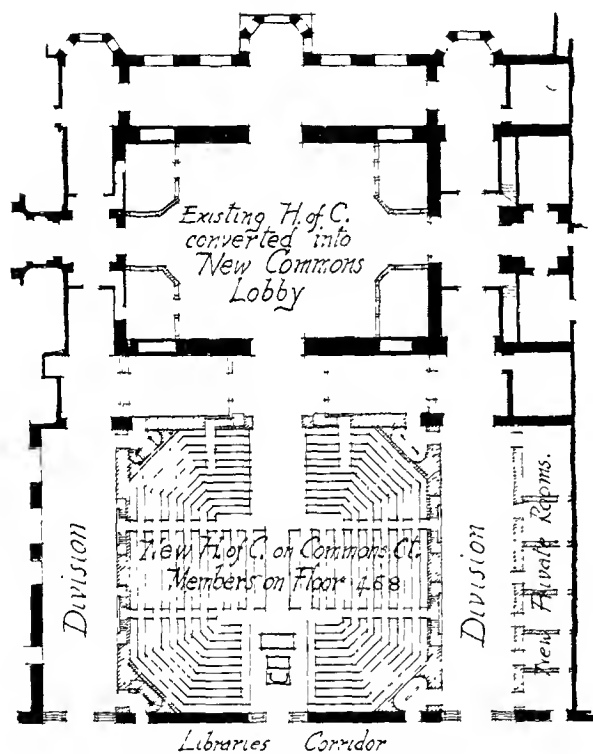 Existing H. of C.
converted into
New Commons
Lobby
Division
New H. of C. on Commons Ct.
Members on Floor 468
Division
New Private Rooms.
Libraries Corridor